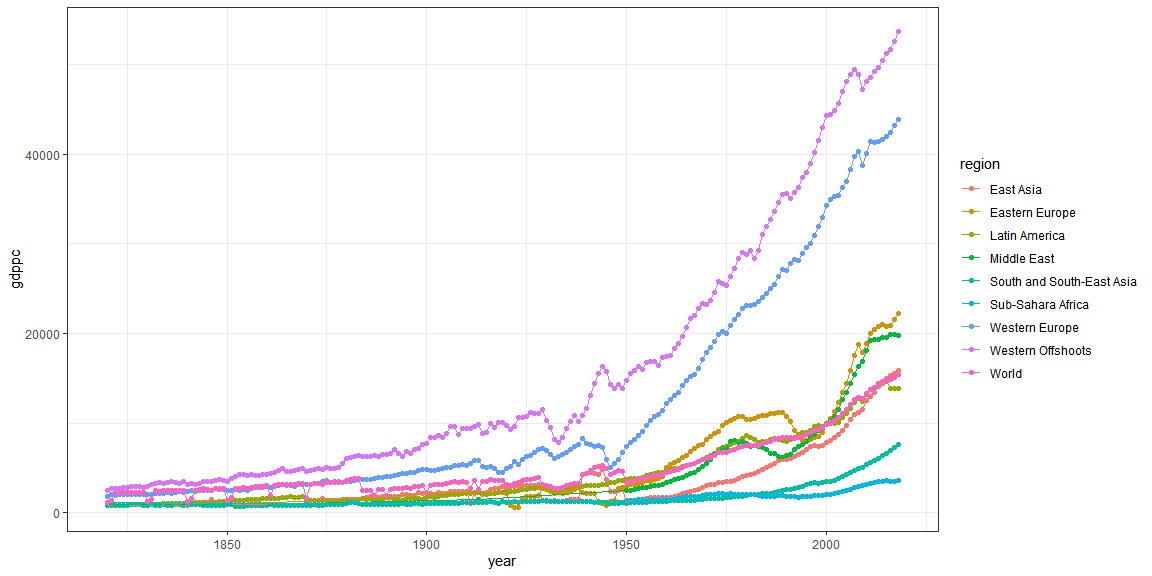 gdppc
40000
20000
0
1850
1900
1950
2000
year
region
East Asia
Eastern Europe
Latin America
Middle East
South and South-East Asia
Sub-Sahara Africa
Western Europe
Western Offshoots
World